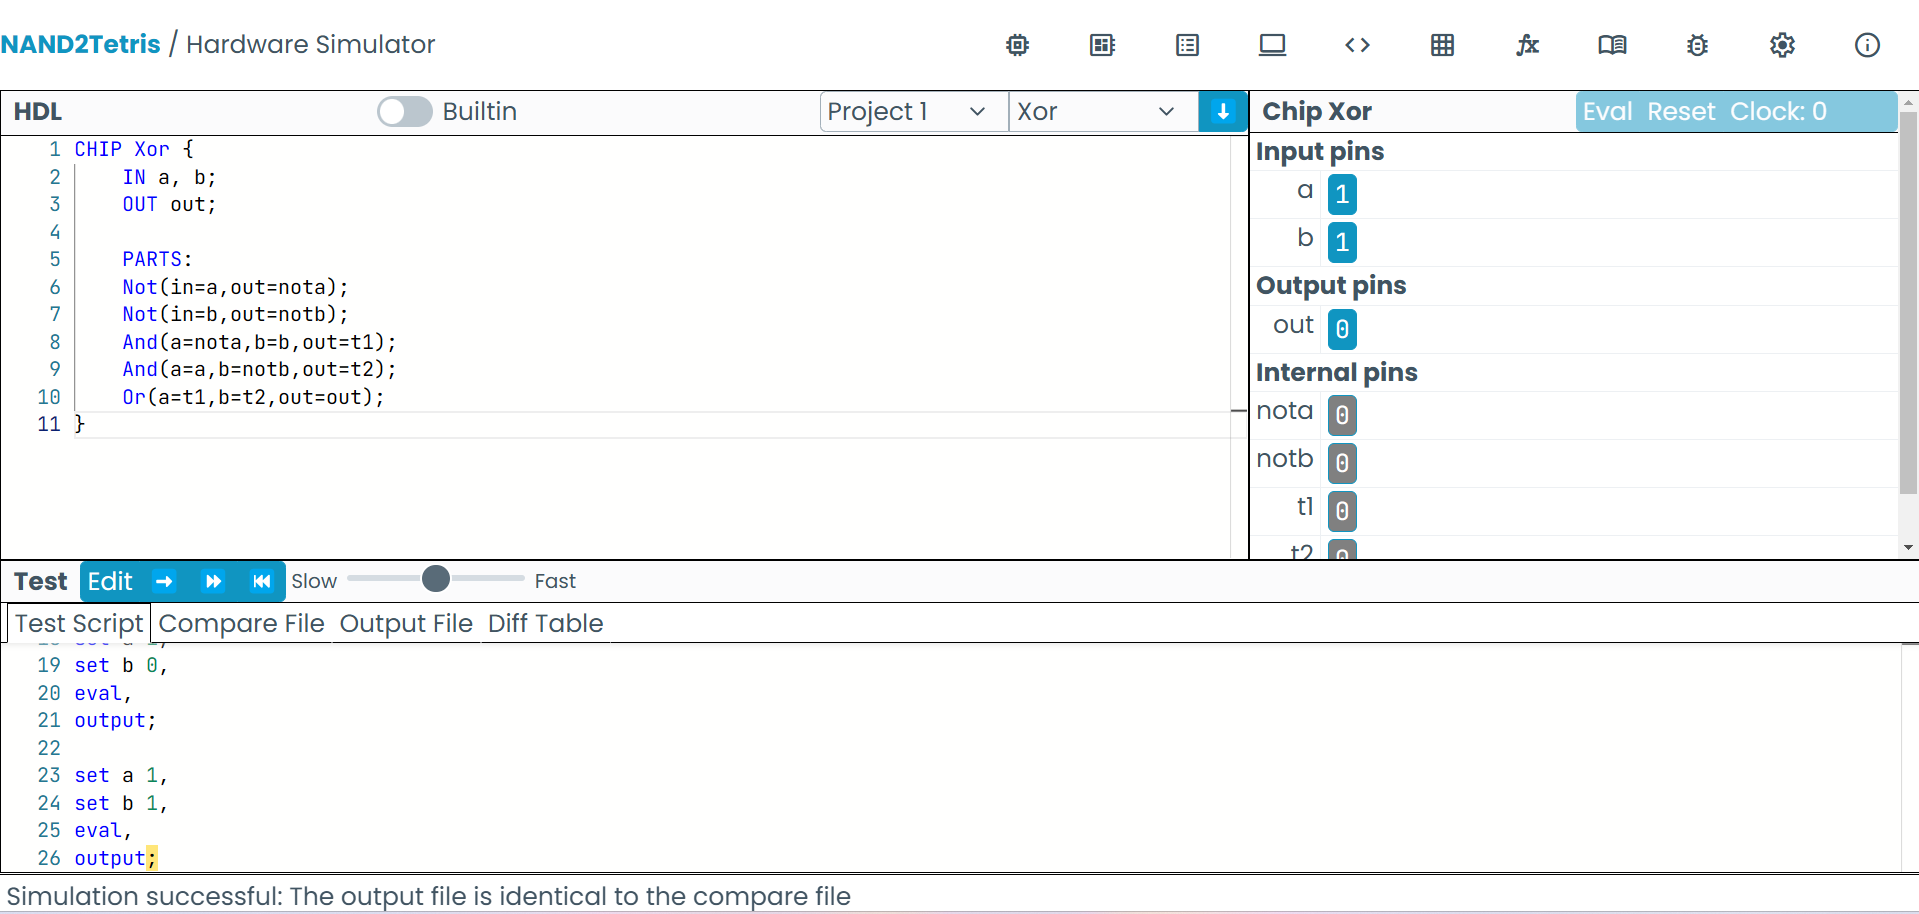 NAND2Tetris / Hardware Simulator
HDL Builtin Project 1 Xor
1 CHIP Xor {
2 IN a, b;
3 OUT out;
4
5 PARTS:
6 Not(in=a,out=nota);
7 Not(in=b,out=notb);
8 And(a=nota,b=b,out=t1);
9 And(a=a,b=notb,out=t2);
10 Or(a=t1,b=t2,out=out);
11 }
Chip Xor Eval Reset Clock: 0
Input pins
a 1
b 1
Output pins
out 0
Internal pins
nota 0
notb 0
t1 0
t2 0
Test Edit Slow Fast
Test Script Compare File Output File Diff Table
19 set b 0,
20 eval,
21 output;
22
23 set a 1,
24 set b 1,
25 eval,
26 output;
Simulation successful: The output file is identical to the compare file